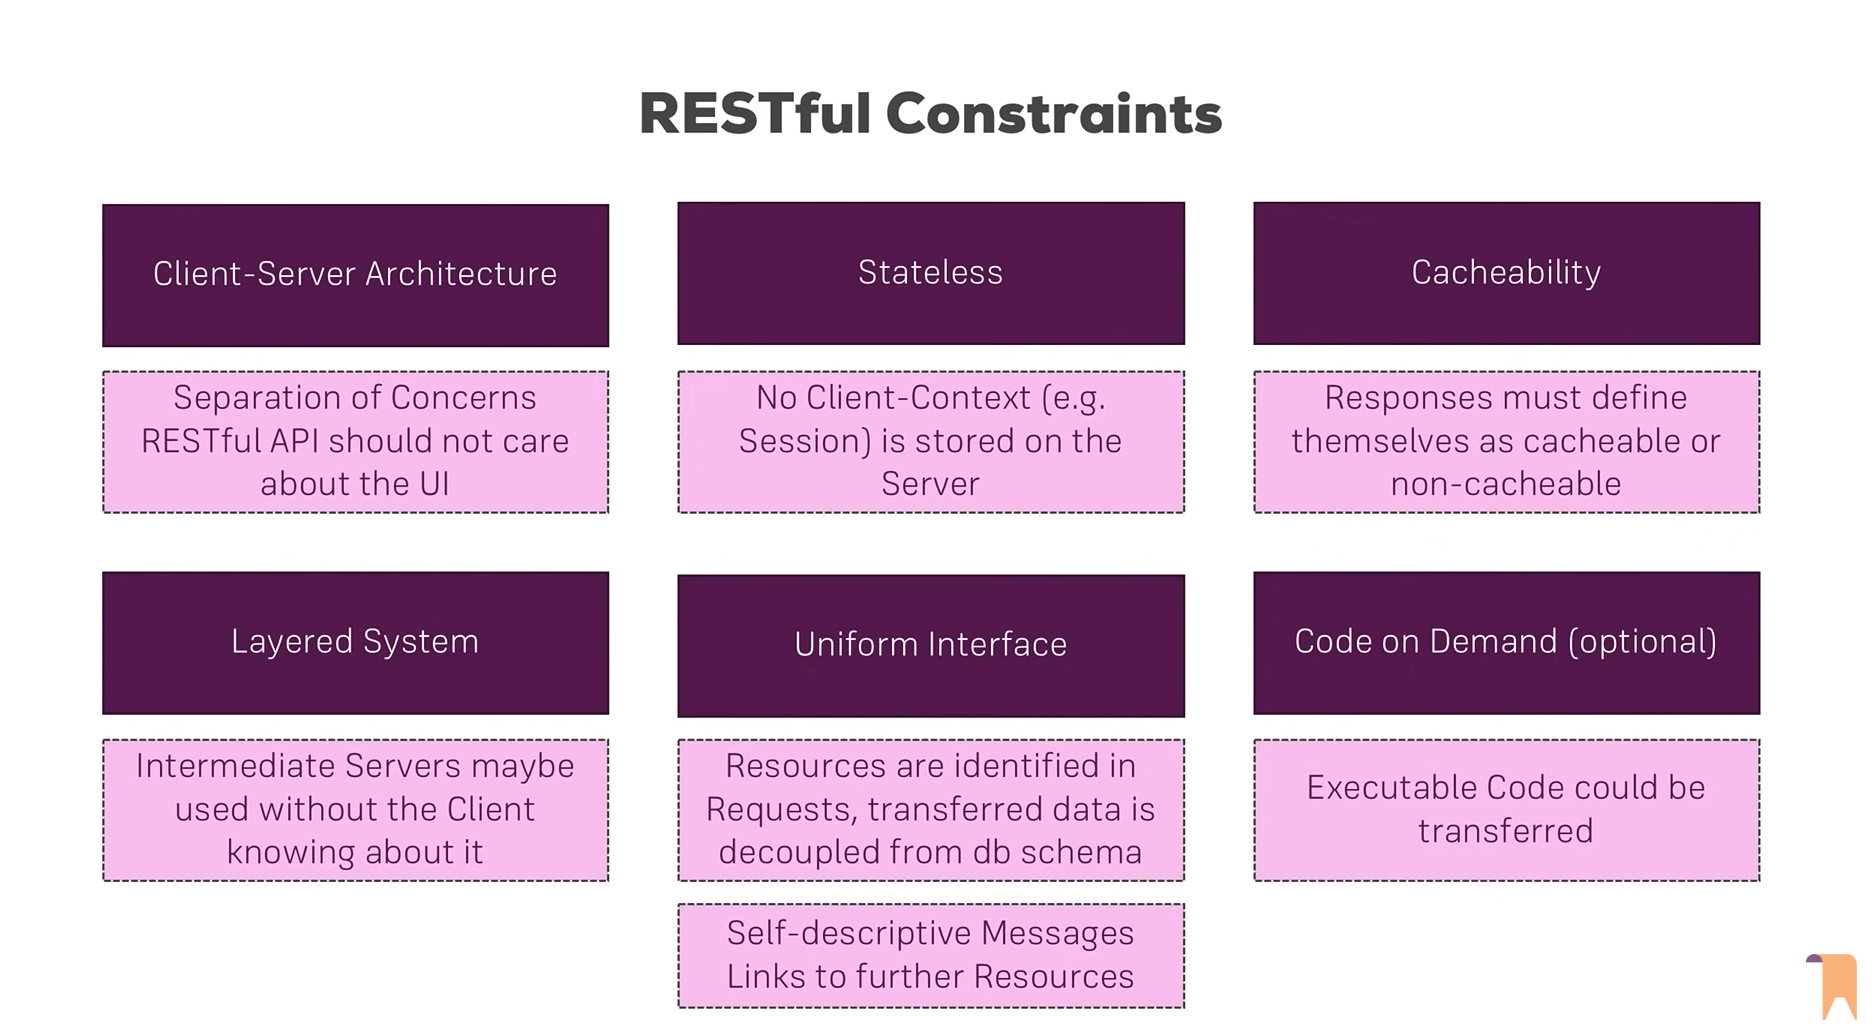 RESTful Constraints
Client-Server Architecture
Separation of Concerns
RESTful API should not care
about the UI
Stateless
No Client-Context (e.g.
Session) is stored on the
Server
Cacheability
Responses must define
themselves as cacheable or
non-cacheable
Layered System
Intermediate Servers maybe
used without the Client
knowing about it
Uniform Interface
Resources are identified in
Requests, transferred data is
decoupled from db schema
Self-descriptive Messages
Links to further Resources
Code on Demand (optional)
Executable Code could be
transferred